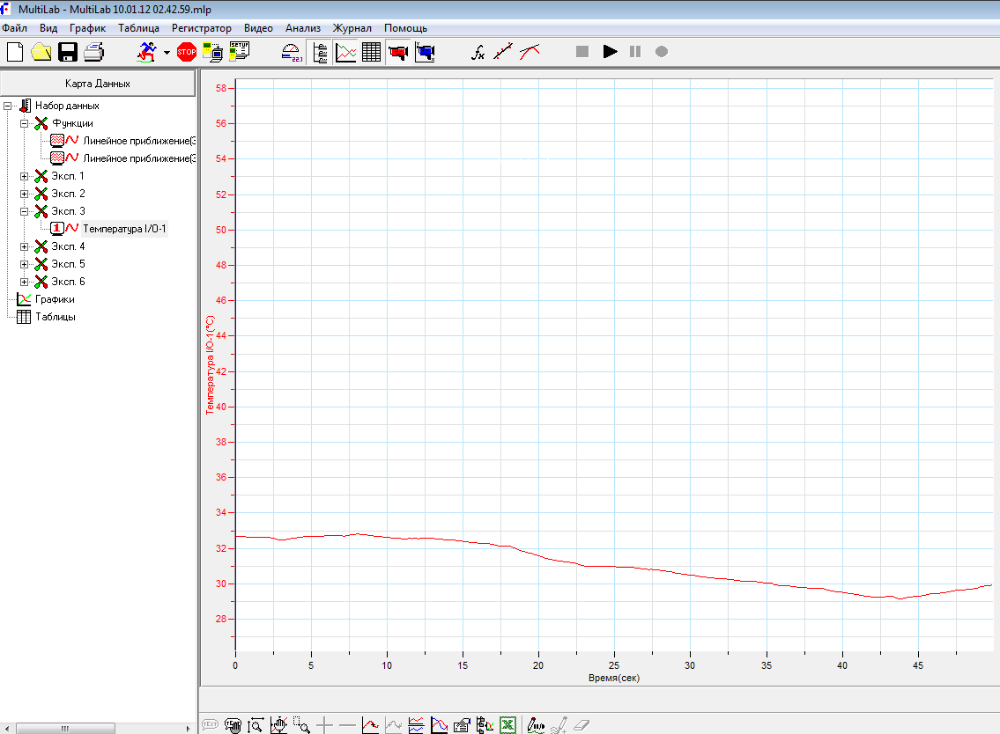 MultiLab - MultiLab 10.01.12 02.42.59.mlp
Файл Вид График Таблица Регистратор Видео Анализ Журнал Помощь
STOP SETUP 22.1 fx
Карта Данных
Набор данных
Функции
Линейное приближение(Э
Линейное приближение(Э
Эксп. 1
Эксп. 2
Эксп. 3
1 Температура I/O-1
Эксп. 4
Эксп. 5
Эксп. 6
Графики
Таблицы
58
56
54
52
50
48
46
44
42
40
38
36
34
32
30
28
Температура I/O-1(°C)
0 5 10 15 20 25 30 35 40 45
Время(сек)
TEXT